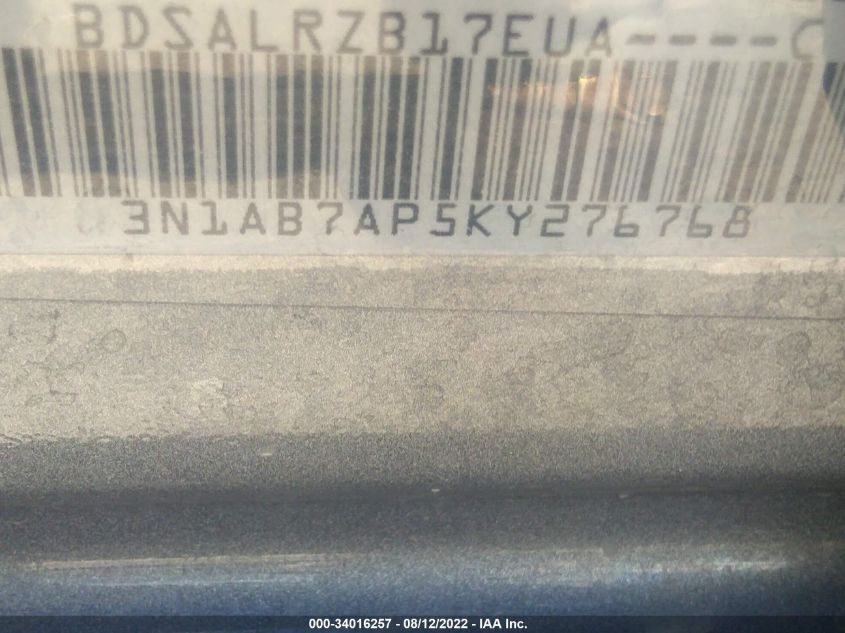 BDSALRZB17EUA----C
3N1AB7AP5KY276768
000-34016257 - 08/12/2022 - IAA Inc.